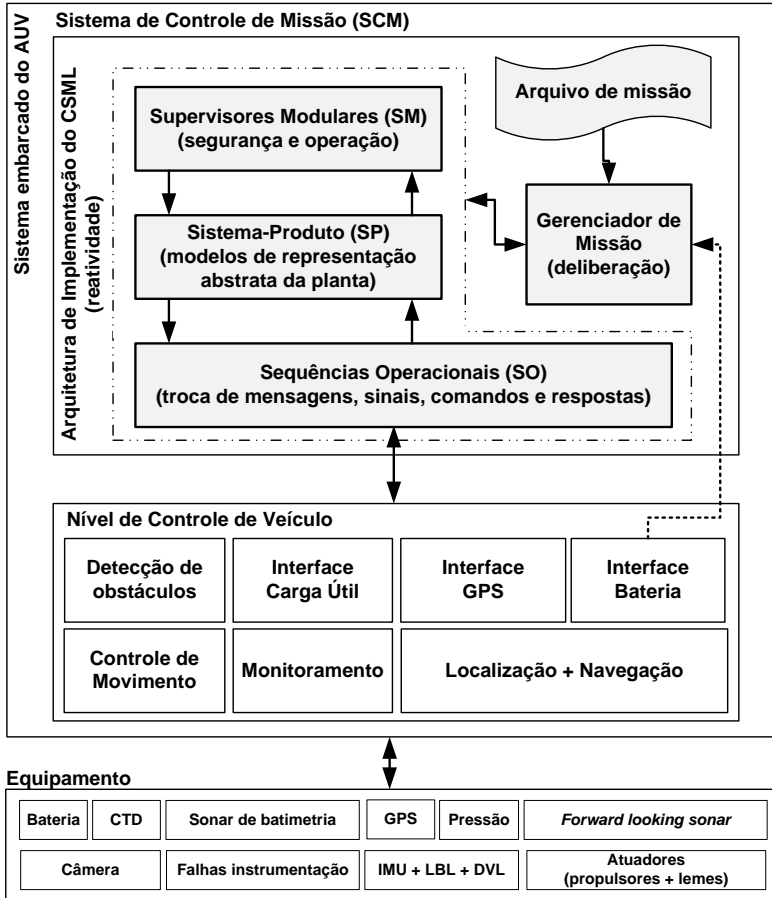 Sistema embarcado do AUV
Sistema de Controle de Missão (SCM)
Arquitetura de Implementação do CSML
(reatividade)
Supervisores Modulares (SM)
(segurança e operação)
Arquivo de missão
Sistema-Produto (SP)
(modelos de representação
abstrata da planta)
Gerenciador de
Missão
(deliberação)
Sequências Operacionais (SO)
(troca de mensagens, sinais, comandos e respostas)
Nível de Controle de Veículo
Detecção de
obstáculos
Interface
Carga Útil
Interface
GPS
Interface
Bateria
Controle de
Movimento
Monitoramento
Localização + Navegação
Equipamento
Bateria
CTD
Sonar de batimetria
GPS
Pressão
Forward looking sonar
Câmera
Falhas instrumentação
IMU + LBL + DVL
Atuadores
(propulsores + lemes)